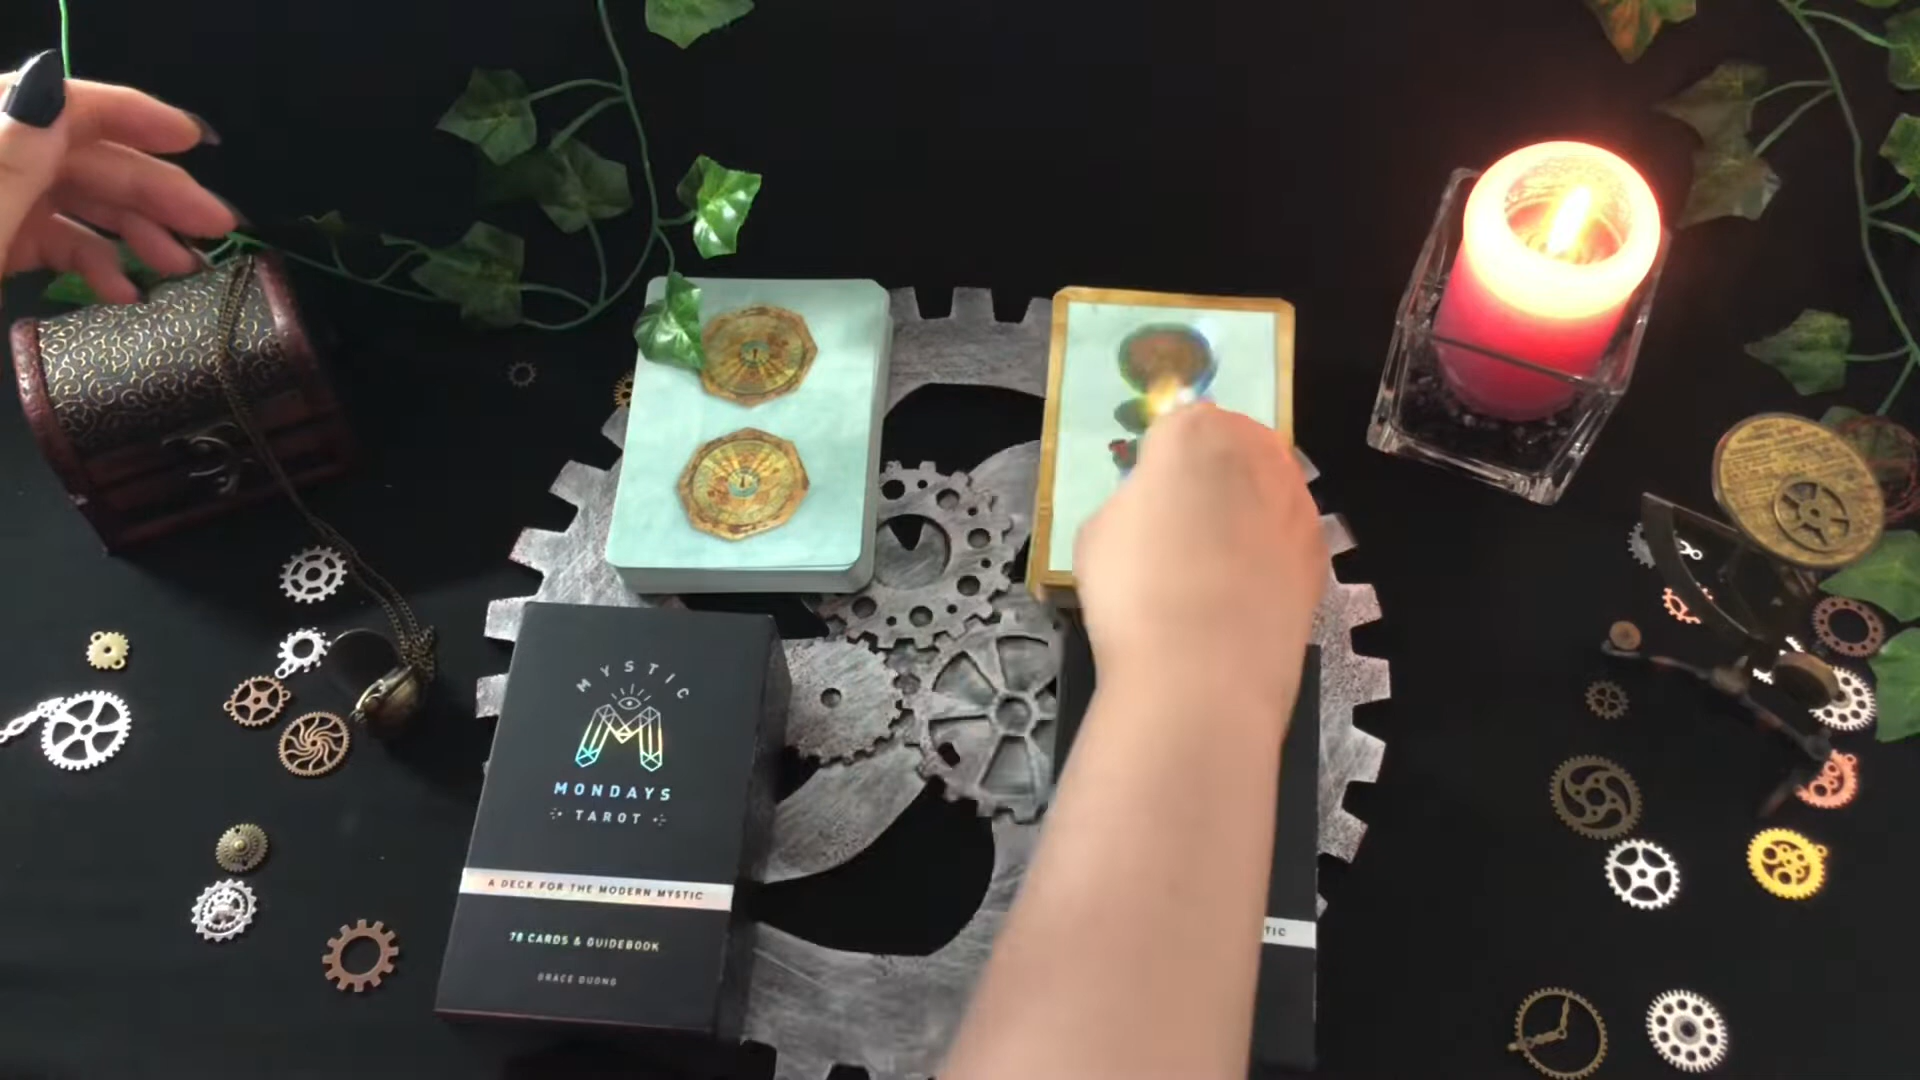 MYSTIC
MONDAYS
TAROT
A DECK FOR THE MODERN MYSTIC
78 CARDS & GUIDEBOOK
GRACE DUONG
TIC